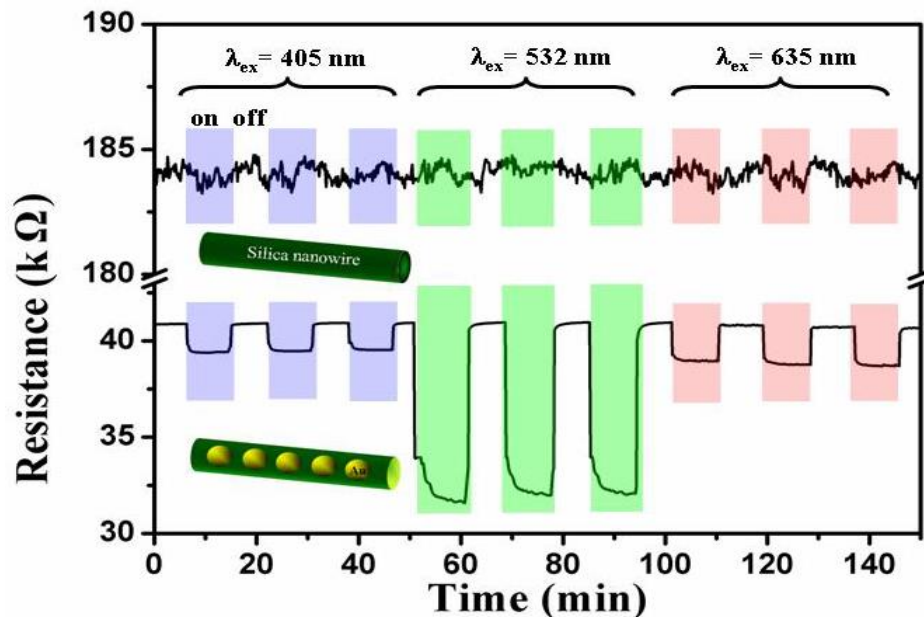 190
λex= 405 nm
λex= 532 nm
λex= 635 nm
on off
185
Silica nanowire
180
40
35
Au
30
0 20 40 60 80 100 120 140
Time (min)
Resistance (k Ω)